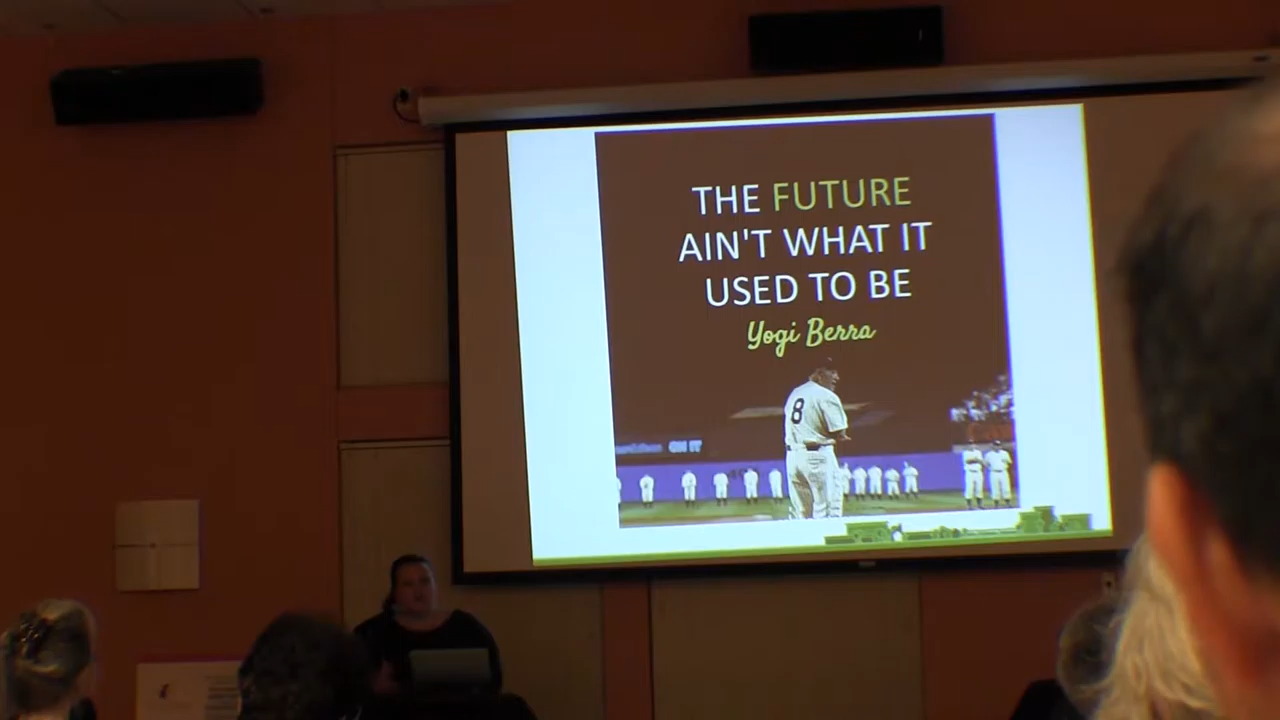 THE FUTURE
AIN'T WHAT IT
USED TO BE
Yogi Berra
8